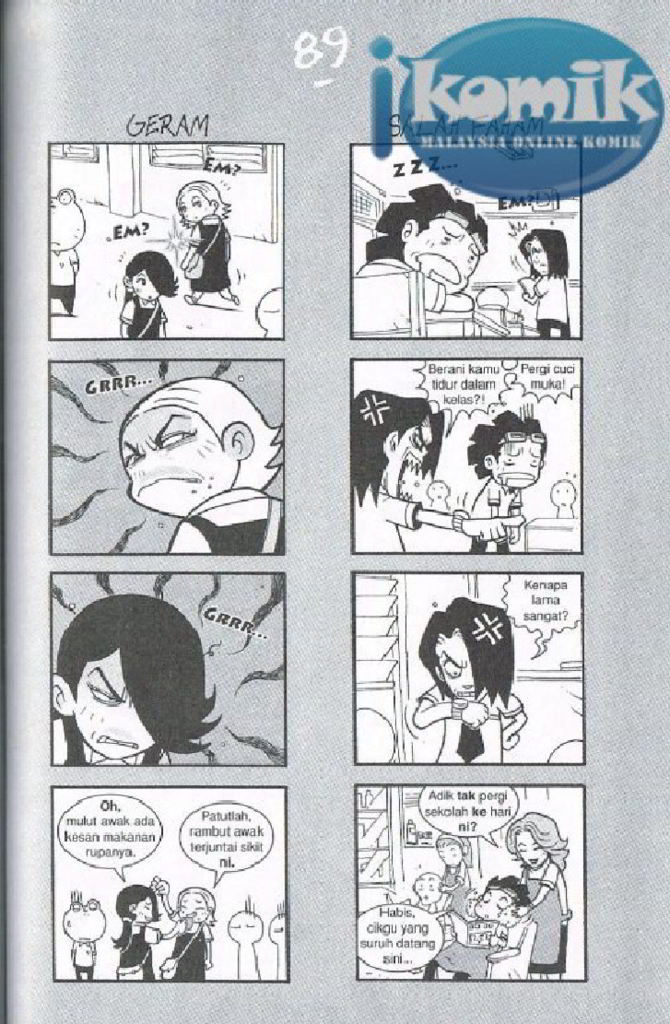 89
ikomik
MALAYSIA ONLINE KOMIK
GERAM
EM?
EM?
GRRR...
GRRR...
Oh,
mulut awak ada
kesan makanan
rupanya.
Patutlah,
rambut awak
terjuntai sikit
ni.
SALAH FAHAM
ZZZ...
EM?
Berani kamu
tidur dalam
kelas?!
Pergi cuci
muka!
Kenapa
lama
sangat?
Adik tak pergi
sekolah ke hari
ni?
Habis,
cikgu yang
suruh datang
sini...